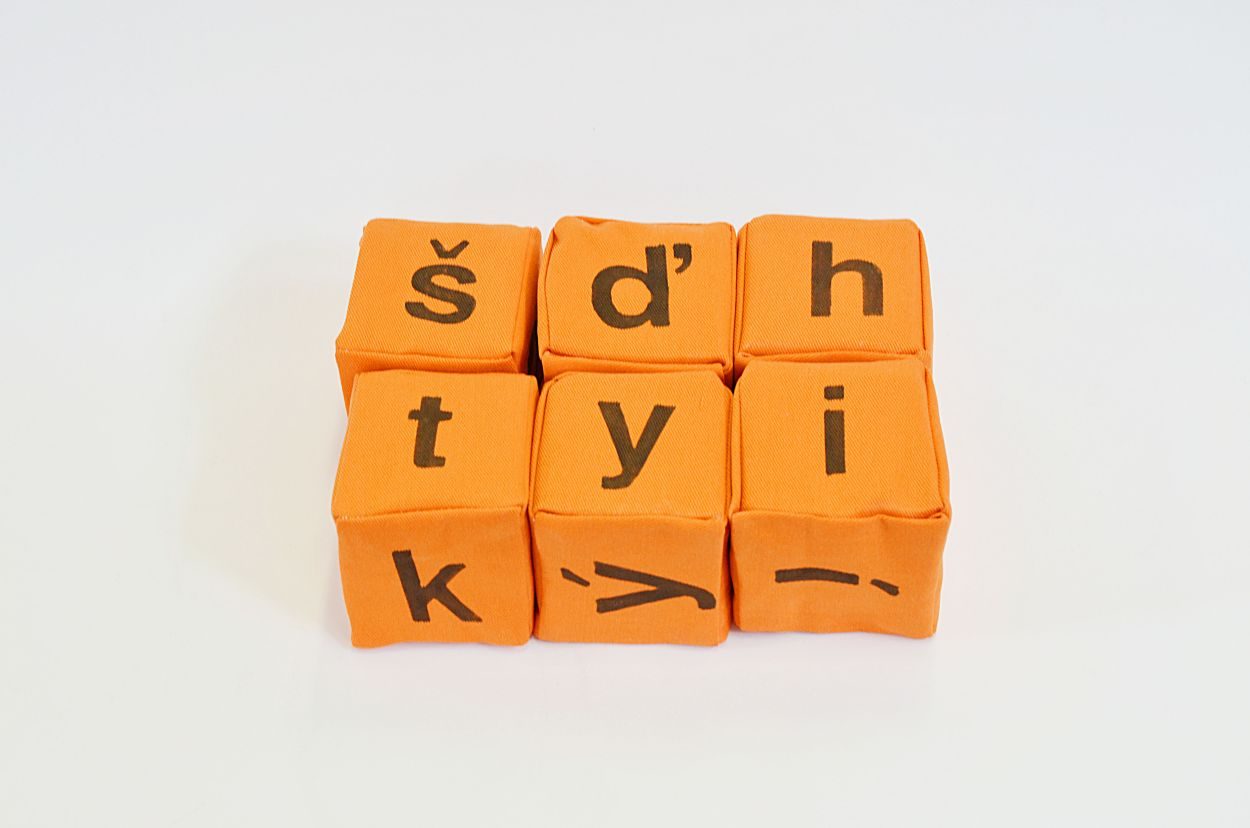 š ď h
t y i
k ý í